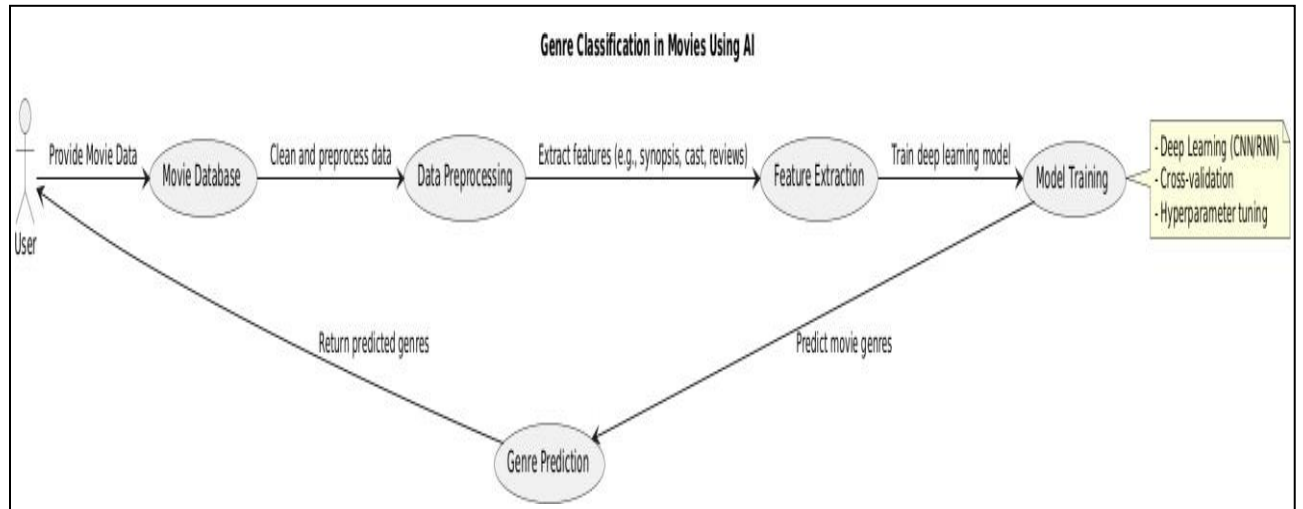 Genre Classification in Movies Using AI
Provide Movie Data
Movie Database
Clean and preprocess data
Data Preprocessing
Extract features (e.g., synopsis, cast, reviews)
Feature Extraction
Train deep learning model
Model Training
- Deep Learning (CNN/RNN)
- Cross-validation
- Hyperparameter tuning
User
Return predicted genres
Predict movie genres
Genre Prediction